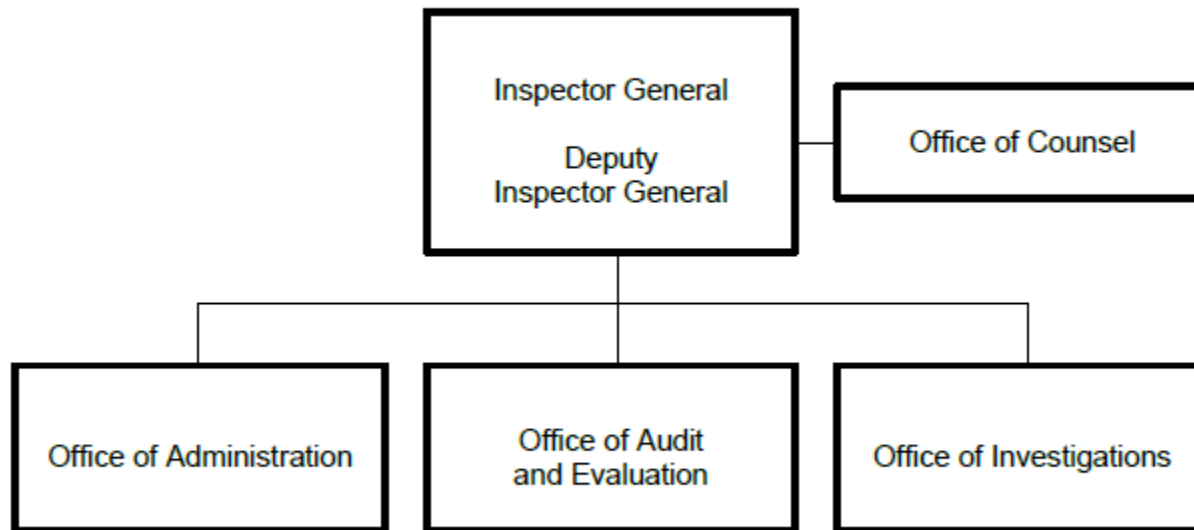 Inspector General
Deputy
Inspector General
Office of Counsel
Office of Administration
Office of Audit
and Evaluation
Office of Investigations